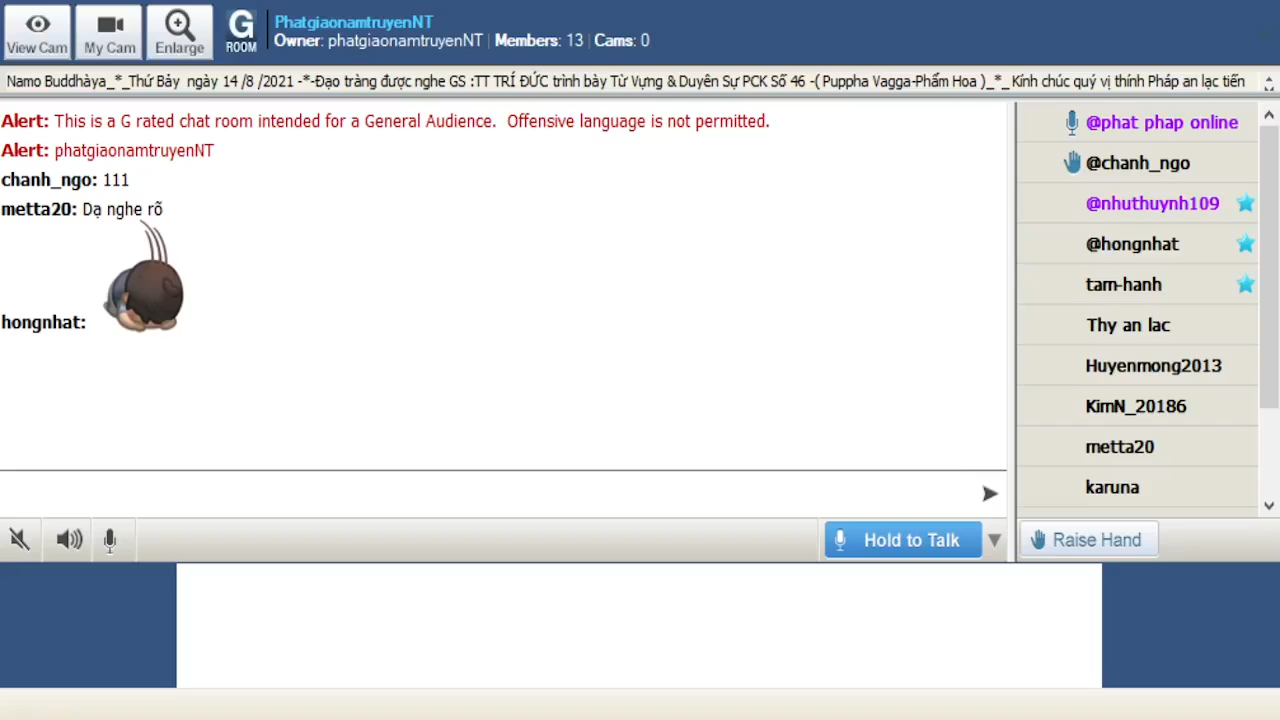 View Cam
My Cam
Enlarge
G
ROOM
PhatgiaonamtruyenNT
Owner: phatgiaonamtruyenNT | Members: 13 | Cams: 0
Namo Buddhàya_*_Thứ Bảy ngày 14 /8 /2021 -*-Đạo tràng được nghe GS :TT TRÍ ĐỨC trình bày Từ Vựng & Duyên Sự PCK Số 46 -( Puppha Vagga-Phẩm Hoa )_*_ Kính chúc quý vị thính Pháp an lạc tiến
Alert: This is a G rated chat room intended for a General Audience. Offensive language is not permitted.
Alert: phatgiaonamtruyenNT
chanh_ngo: 111
metta20: Dạ nghe rõ
hongnhat:
@phat phap online
@chanh_ngo
@nhuthuynh109
@hongnhat
tam-hanh
Thy an lac
Huyenmong2013
KimN_20186
metta20
karuna
Hold to Talk
Raise Hand